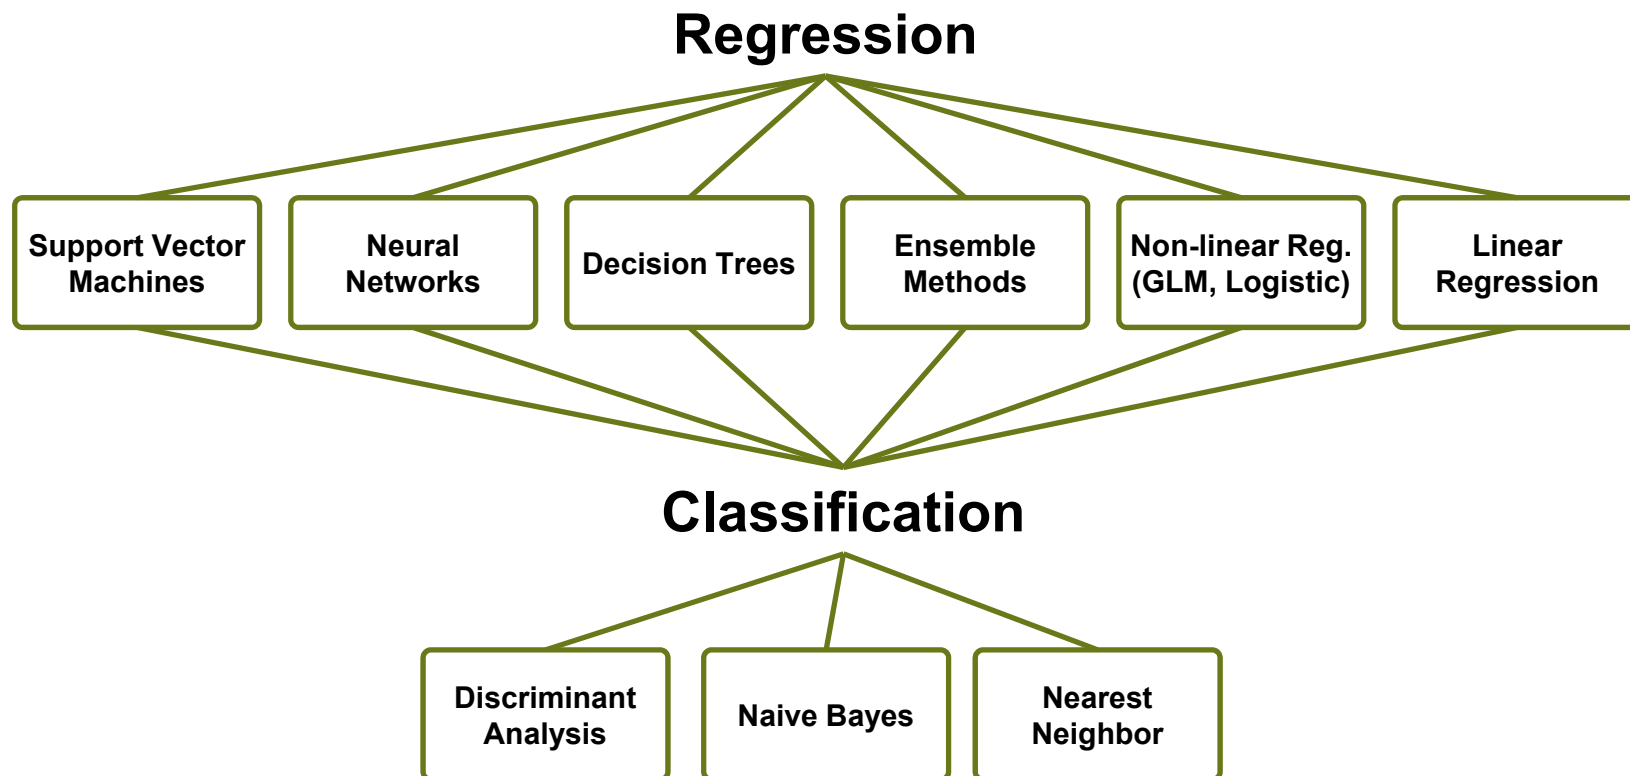 Regression
Support Vector
Machines
Neural
Networks
Decision Trees
Ensemble
Methods
Non-linear Reg.
(GLM, Logistic)
Linear
Regression
Classification
Discriminant
Analysis
Naive Bayes
Nearest
Neighbor